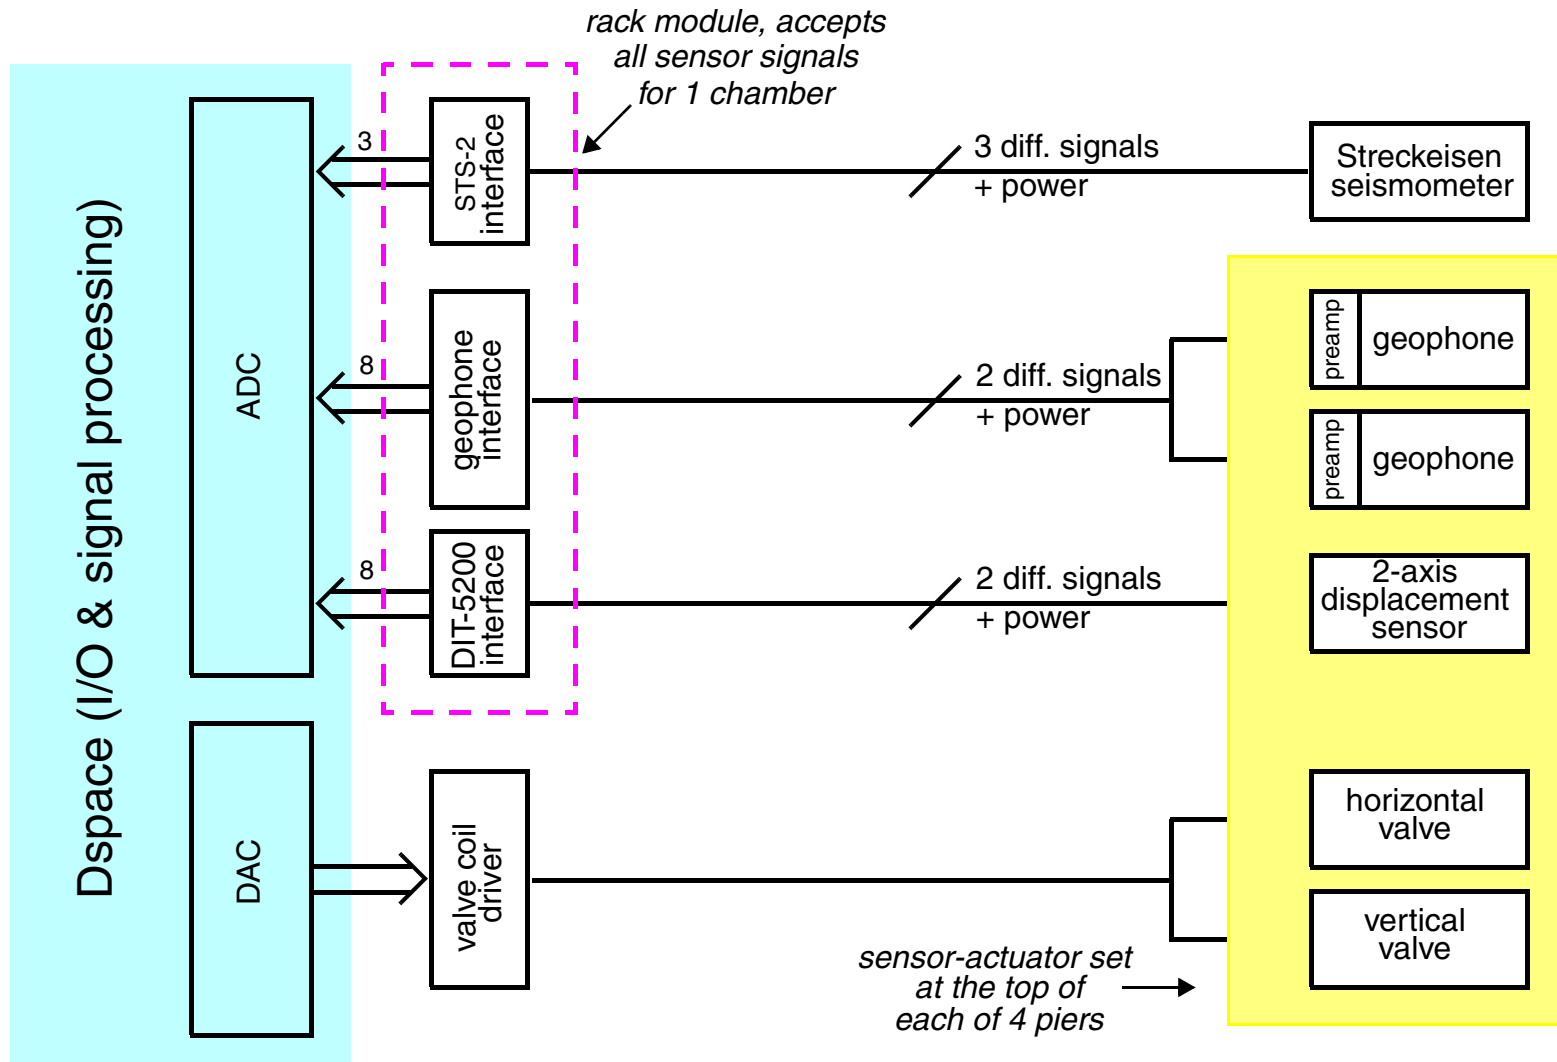 rack module, accepts
all sensor signals
for 1 chamber
Dspace (I/O & signal processing)
ADC
3
STS-2
interface
3 diff. signals
+ power
Streckeisen
seismometer
8
geophone
interface
2 diff. signals
+ power
preamp
geophone
preamp
geophone
8
DIT-5200
interface
2 diff. signals
+ power
2-axis
displacement
sensor
DAC
valve coil
driver
horizontal
valve
vertical
valve
sensor-actuator set
at the top of
each of 4 piers